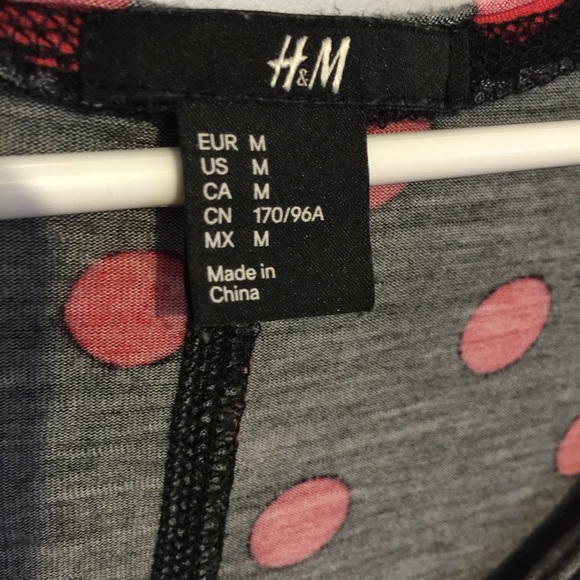 H&M
EUR M
US M
CA M
CN 170/96A
MX M
Made in
China